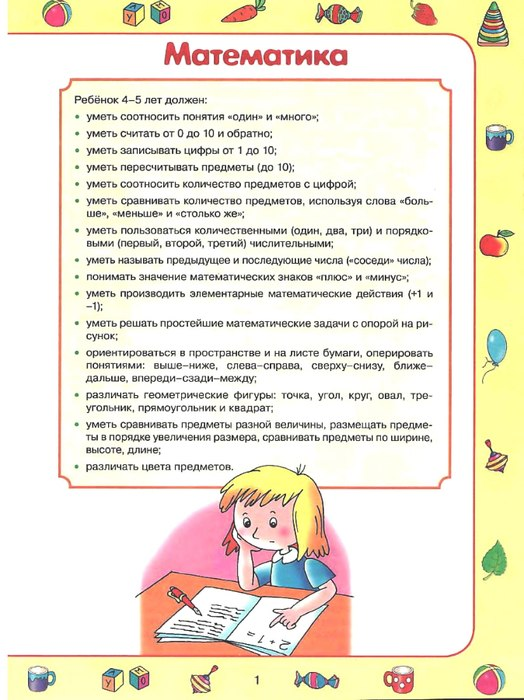 У О
Математика
Ребёнок 4–5 лет должен:
• уметь соотносить понятия «один» и «много»;
• уметь считать от 0 до 10 и обратно;
• уметь записывать цифры от 1 до 10;
• уметь пересчитывать предметы (до 10);
• уметь соотносить количество предметов с цифрой;
• уметь сравнивать количество предметов, используя слова «боль-
ше», «меньше» и «столько же»;
• уметь пользоваться количественными (один, два, три) и порядко-
выми (первый, второй, третий) числительными;
• уметь называть предыдущее и последующие числа («соседи» числа);
• понимать значение математических знаков «плюс» и «минус»;
• уметь производить элементарные математические действия (+1 и
–1);
• уметь решать простейшие математические задачи с опорой на ри-
сунок;
• ориентироваться в пространстве и на листе бумаги, оперировать
понятиями: выше–ниже, слева–справа, сверху–снизу, ближе–
дальше, впереди–сзади–между;
• различать геометрические фигуры: точка, угол, круг, овал, тре-
угольник, прямоугольник и квадрат;
• уметь сравнивать предметы разной величины, размещать предме-
ты в порядке увеличения размера, сравнивать предметы по ширине,
высоте, длине;
• различать цвета предметов.
2+1=
У О
1